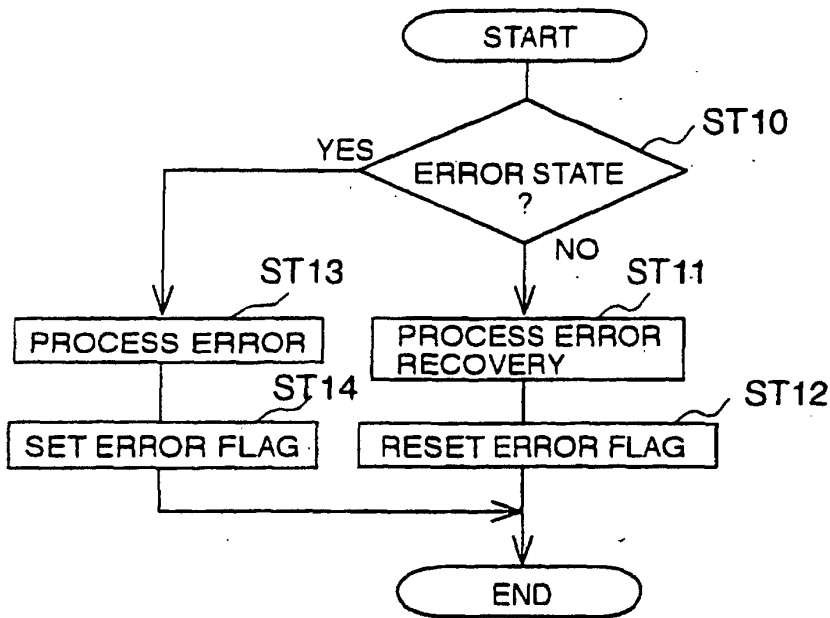 START
ST10
YES
ERROR STATE
?
NO
ST13
ST11
PROCESS ERROR
PROCESS ERROR
RECOVERY
ST14
ST12
SET ERROR FLAG
RESET ERROR FLAG
END